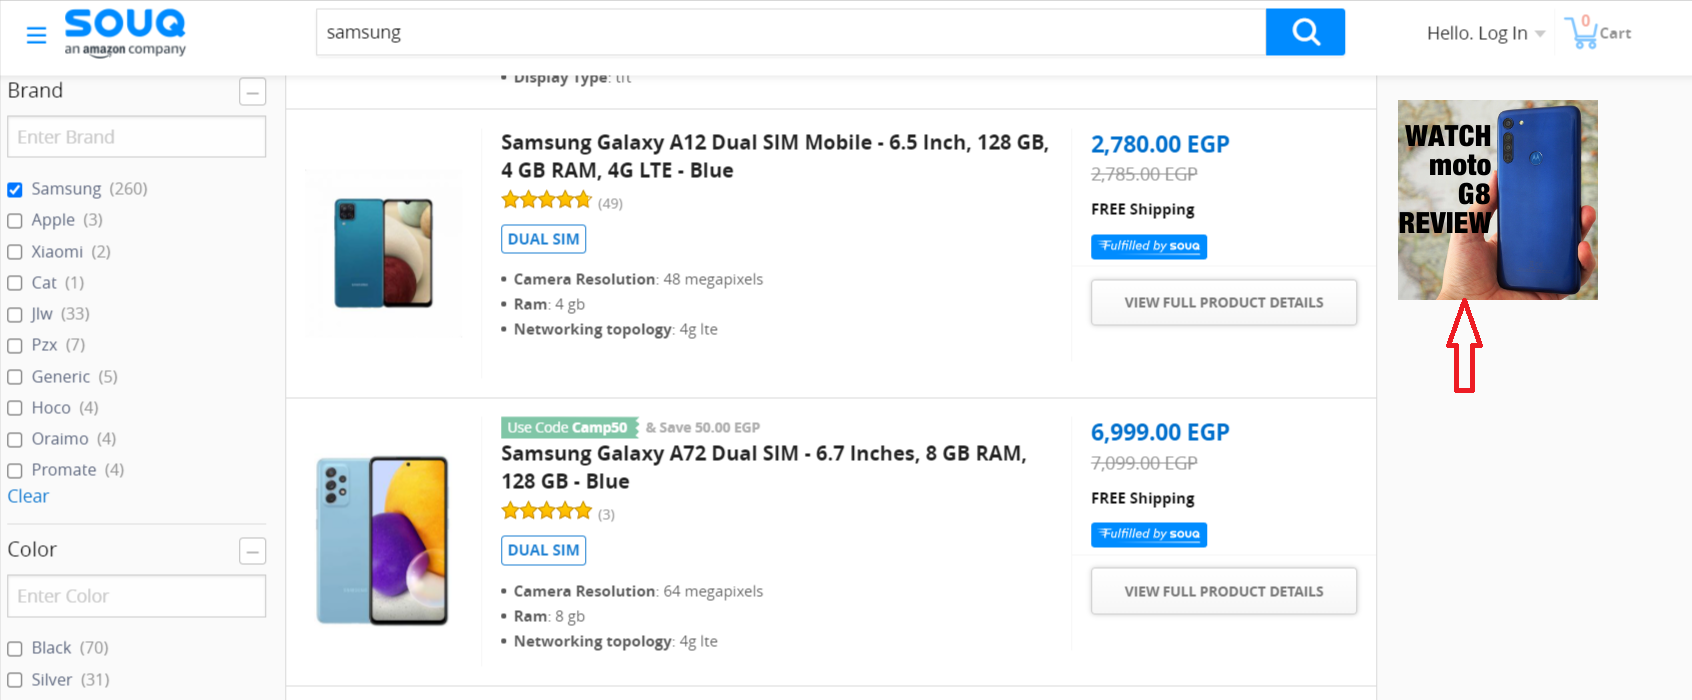 SOUQ
an amazon company
samsung
Hello. Log In
0
Cart
Brand
Enter Brand
Samsung (260)
Apple (3)
Xiaomi (2)
Cat (1)
Jlw (33)
Pzx (7)
Generic (5)
Hoco (4)
Oraimo (4)
Promate (4)
Clear
Color
Enter Color
Black (70)
Silver (31)
• Display Type: tft
Samsung Galaxy A12 Dual SIM Mobile - 6.5 Inch, 128 GB,
4 GB RAM, 4G LTE - Blue
(49)
DUAL SIM
• Camera Resolution: 48 megapixels
• Ram: 4 gb
• Networking topology: 4g lte
2,780.00 EGP
2,785.00 EGP
FREE Shipping
Fulfilled by souq
VIEW FULL PRODUCT DETAILS
Use Code Camp50 & Save 50.00 EGP
Samsung Galaxy A72 Dual SIM - 6.7 Inches, 8 GB RAM,
128 GB - Blue
(3)
DUAL SIM
• Camera Resolution: 64 megapixels
• Ram: 8 gb
• Networking topology: 4g lte
6,999.00 EGP
7,099.00 EGP
FREE Shipping
Fulfilled by souq
VIEW FULL PRODUCT DETAILS
WATCH
moto
G8
REVIEW